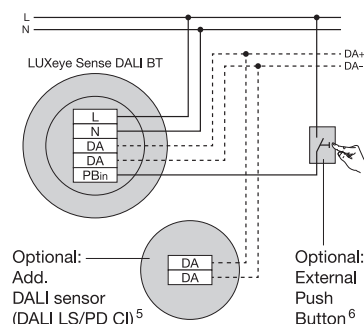 L
N
LUXeye Sense DALI BT
DA+
DA–
L
N
DA
DA
PBin
Optional:
Add.
DALI sensor
(DALI LS/PD CI)5
DA
DA
Optional:
External
Push
Button6